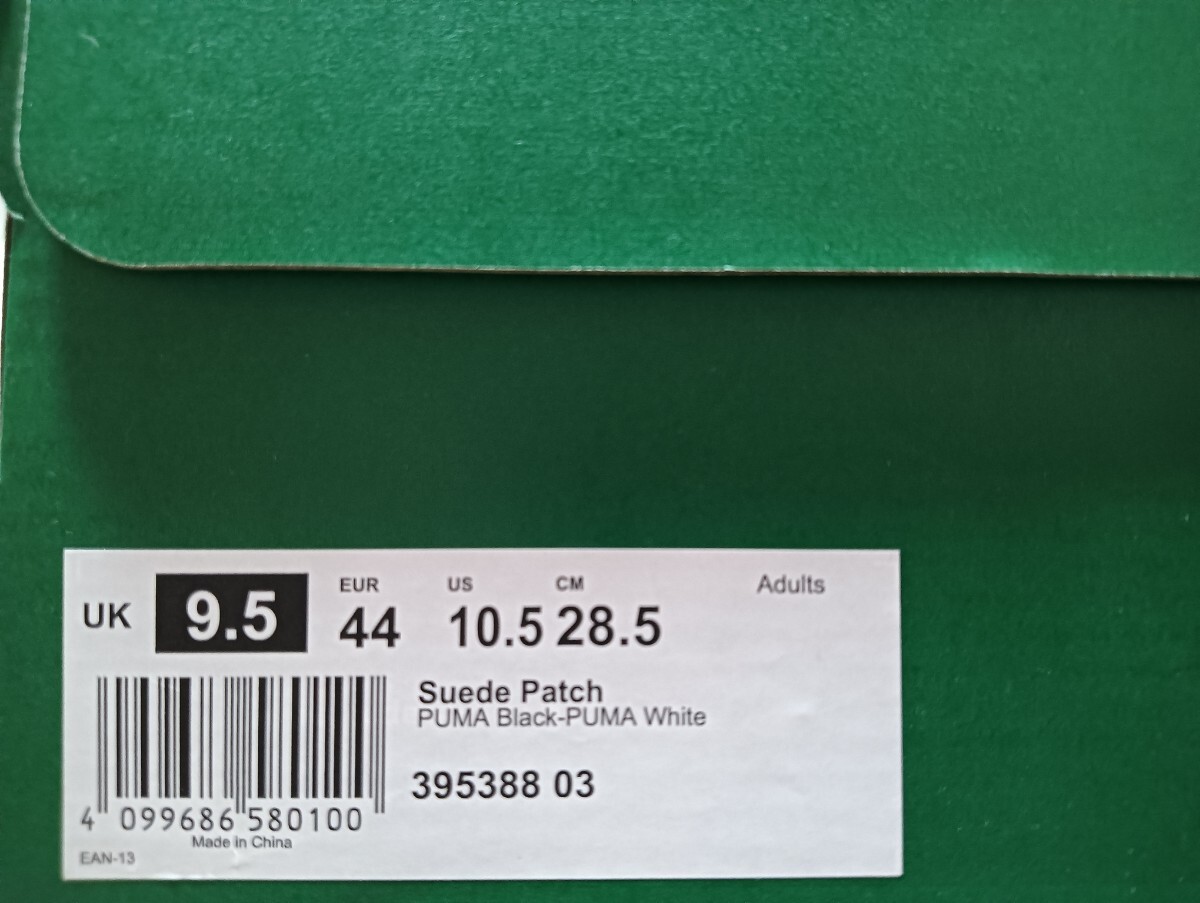 EUR US CM Adults
UK 9.5 44 10.5 28.5
Suede Patch
PUMA Black-PUMA White
395388 03
4 099686 580100
Made in China
EAN-13